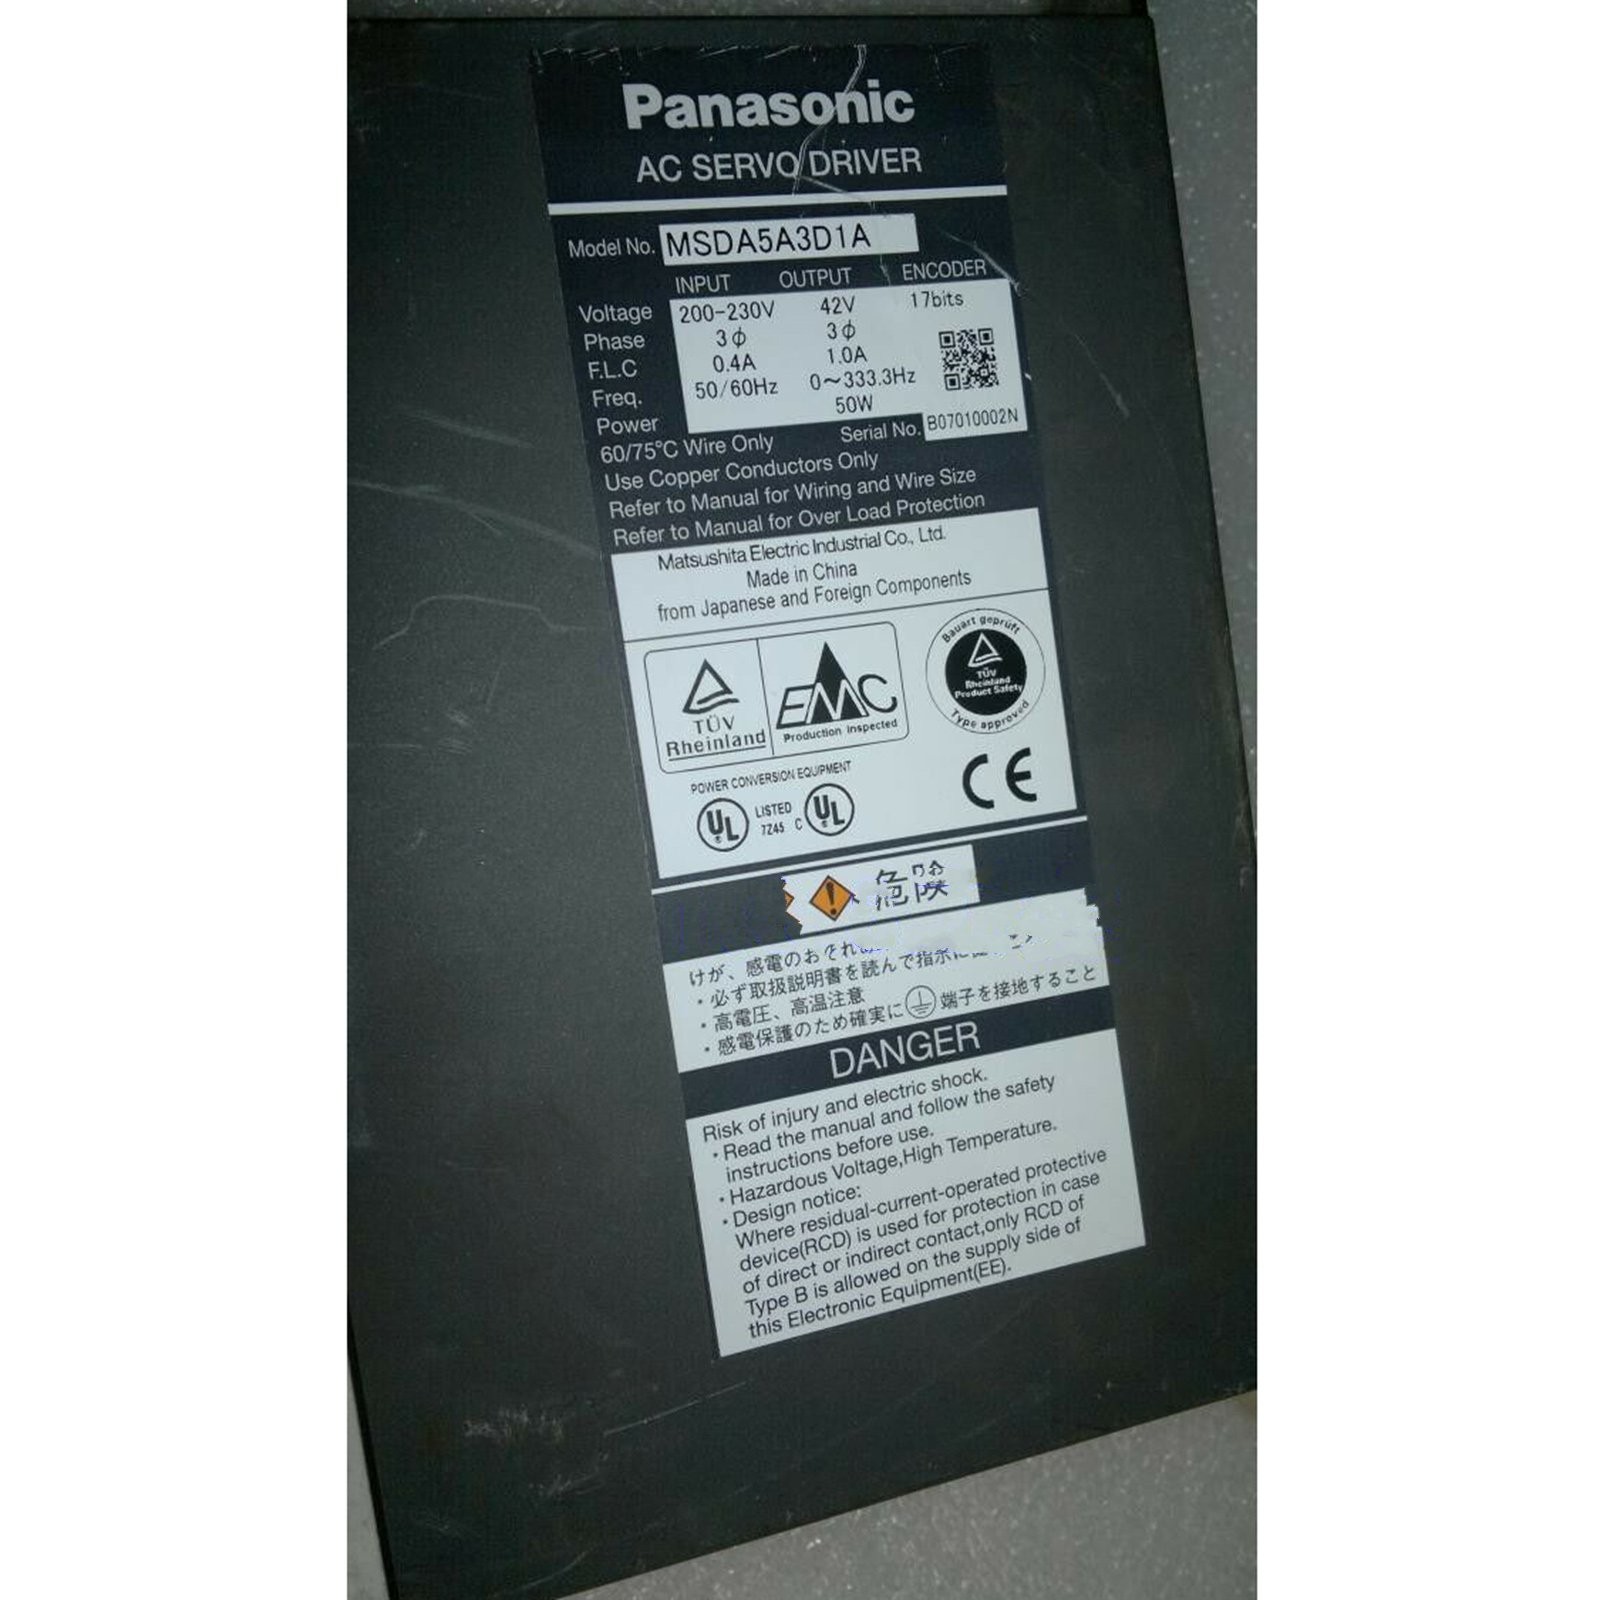 Panasonic
AC SERVO DRIVER
Model No. MSDA5A3D1A
INPUT OUTPUT ENCODER
Voltage 200-230V 42V 17bits
Phase 3ϕ 3ϕ
F.L.C 0.4A 1.0A
Freq. 50/60Hz 0～333.3Hz
Power 50W
60/75°C Wire Only Serial No. B07010002N
Use Copper Conductors Only
Refer to Manual for Wiring and Wire Size
Refer to Manual for Over Load Protection
Matsushita Electric Industrial Co., Ltd.
Made in China
from Japanese and Foreign Components
TÜV
Rheinland
EMC
Production Inspected
Bauart geprüft
TÜV
Rheinland
Product Safety
Type approved
POWER CONVERSION EQUIPMENT
UL LISTED 7Z45 C UL
CE
危険
けが、感電のおそれ
・必ず取扱説明書を読んで指示に
・高電圧、高温注意
・感電保護のため確実に 端子を接地すること
DANGER
Risk of injury and electric shock.
・Read the manual and follow the safety
instructions before use.
・Hazardous Voltage,High Temperature.
・Design notice:
Where residual-current-operated protective
device(RCD) is used for protection in case
of direct or indirect contact,only RCD of
Type B is allowed on the supply side of
this Electronic Equipment(EE).